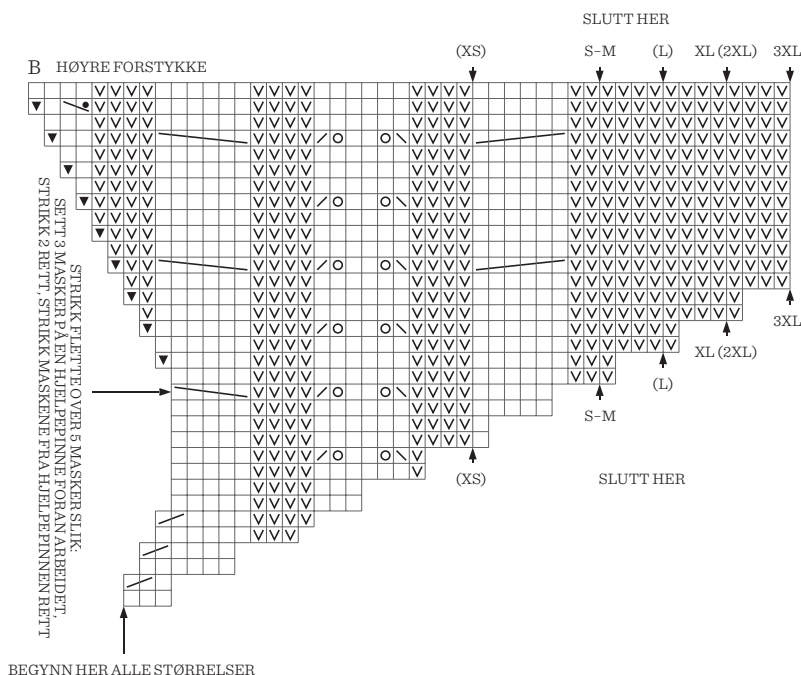 SLUTT HER
(XS) S–M (L) XL (2XL) 3XL
B HØYRE FORSTYKKE
STRIKK FLETTE OVER 5 MASKER SLIK:
SETT 3 MASKER PÅ EN HJELPEPINNE FORAN ARBEIDET,
STRIKK 2 RETT, STRIKK MASKENE FRA HJELPEPINNEN RETT
3XL
XL (2XL)
(L)
S–M
(XS)
SLUTT HER
BEGYNN HER ALLE STØRRELSER